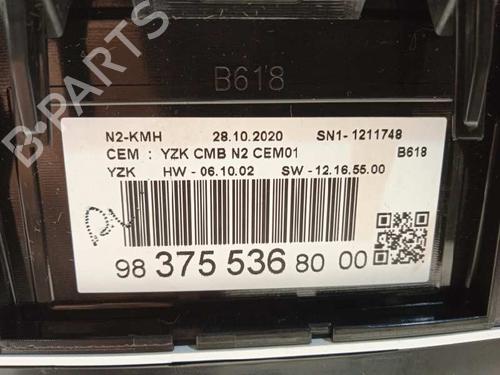 B618
N2-KMH 28.10.2020 SN1- 1211748
CEM : YZK CMB N2 CEM01 B618
YZK HW - 06.10.02 SW - 12.16.55.00
98 375 536 80 00
B-PARTS